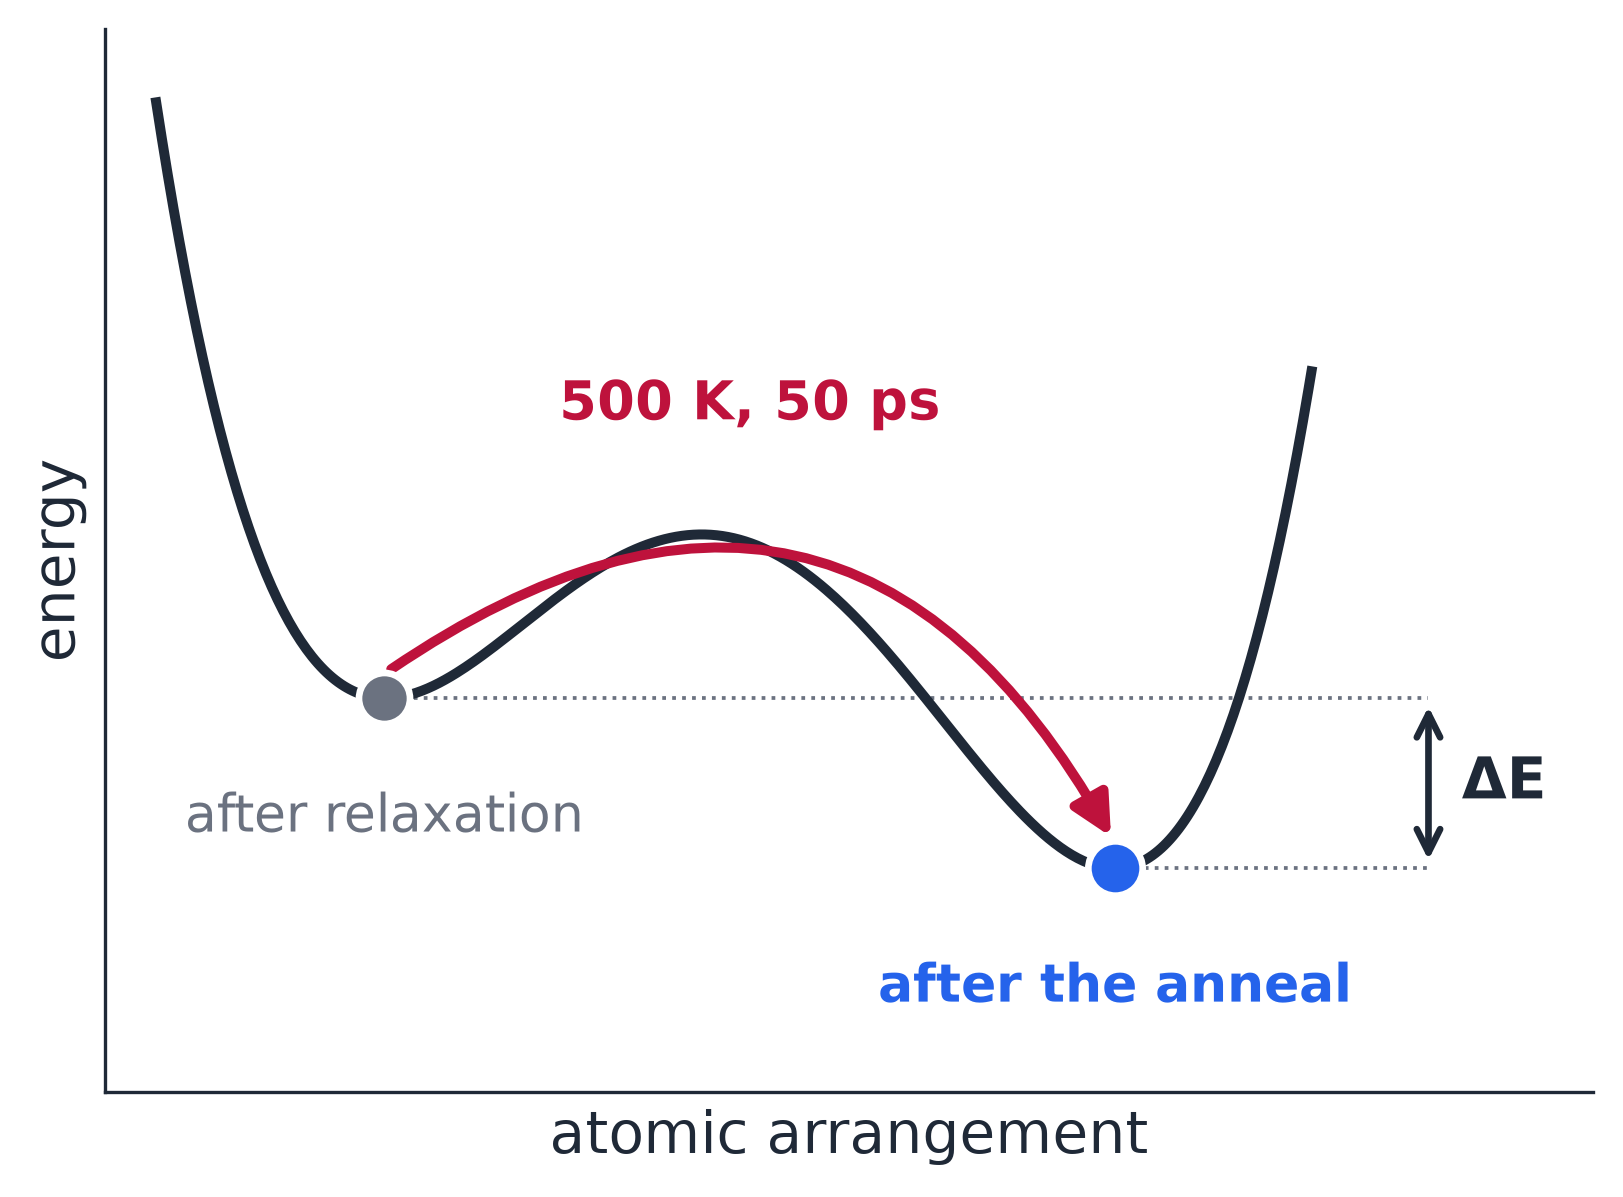 500 K, 50 ps
energy
ΔE
after relaxation
after the anneal
atomic arrangement